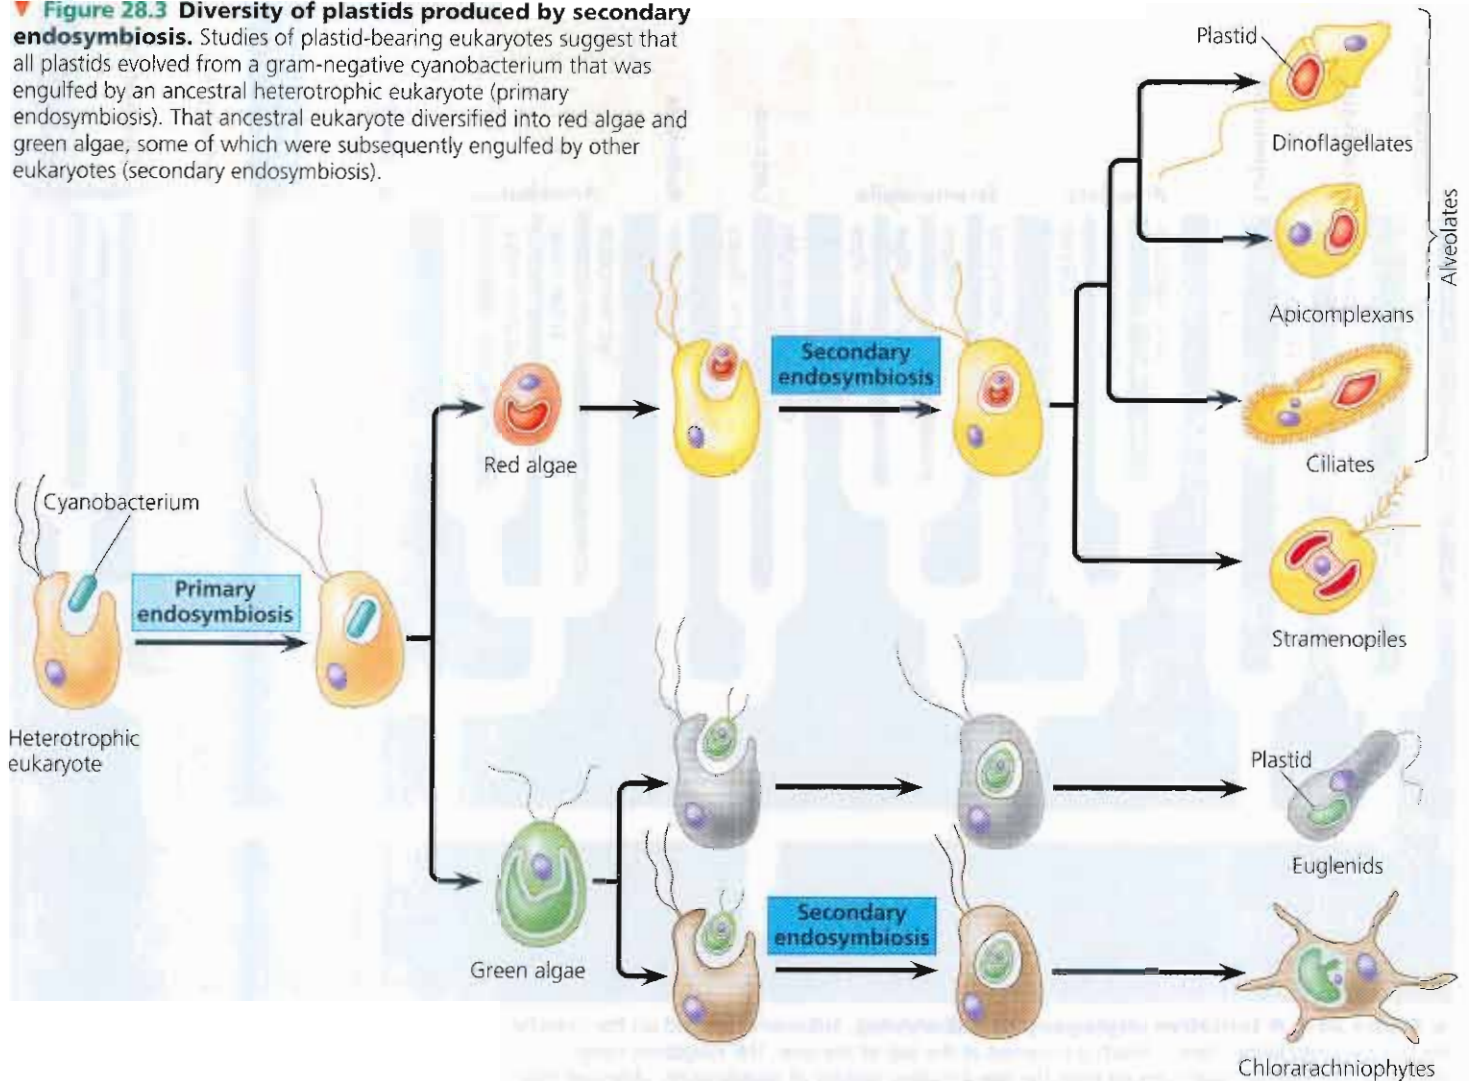 Figure 28.3 Diversity of plastids produced by secondary
endosymbiosis. Studies of plastid-bearing eukaryotes suggest that
all plastids evolved from a gram-negative cyanobacterium that was
engulfed by an ancestral heterotrophic eukaryote (primary
endosymbiosis). That ancestral eukaryote diversified into red algae and
green algae, some of which were subsequently engulfed by other
eukaryotes (secondary endosymbiosis).
Plastid
Dinoflagellates
Apicomplexans
Alveolates
Secondary
endosymbiosis
Red algae
Ciliates
Cyanobacterium
Primary
endosymbiosis
Stramenopiles
Heterotrophic
eukaryote
Plastid
Euglenids
Secondary
endosymbiosis
Green algae
Chlorarachniophytes